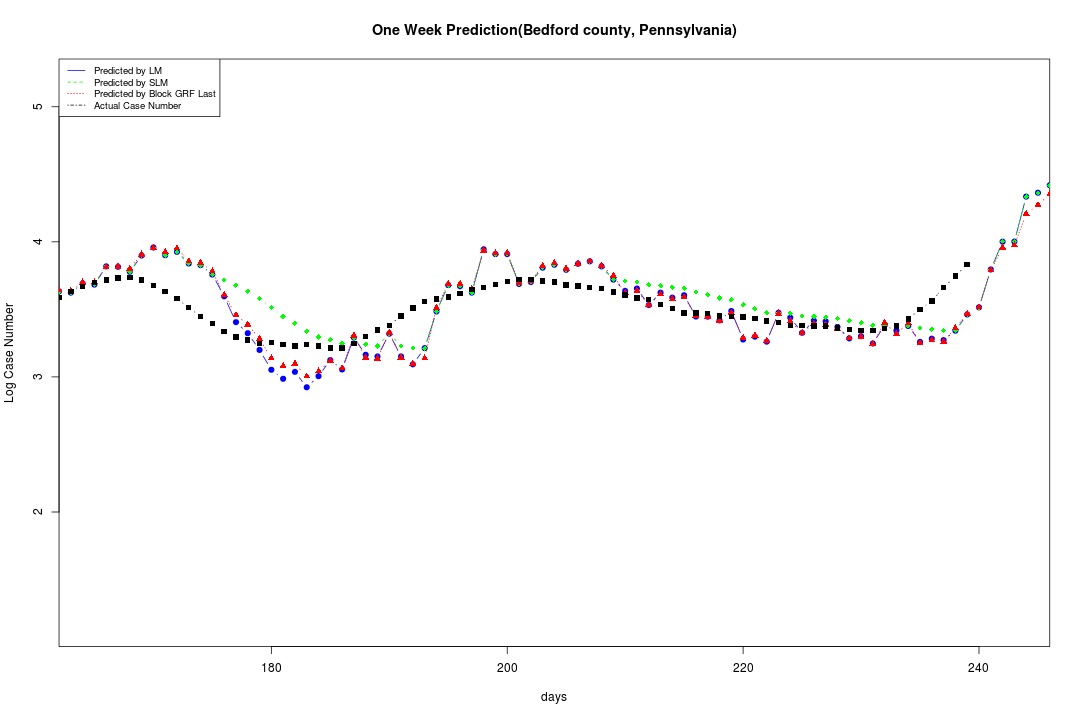 One Week Prediction(Bedford county, Pennsylvania)
Predicted by LM
Predicted by SLM
Predicted by Block GRF Last
Actual Case Number
5
4
3
2
Log Case Number
180 200 220 240
days